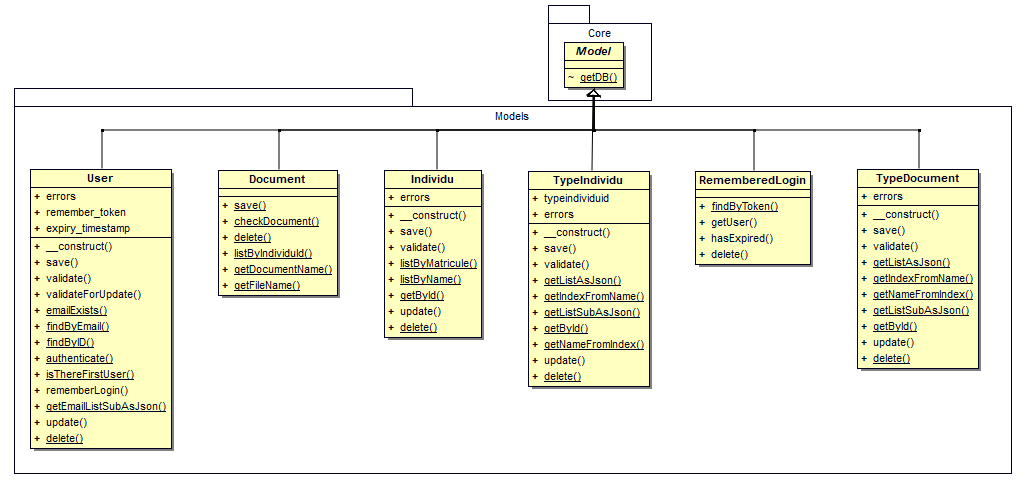 Core
Model
~ getDB()
Models
User
+ errors
+ remember_token
+ expiry_timestamp
+ __construct()
+ save()
+ validate()
+ validateForUpdate()
+ emailExists()
+ findByEmail()
+ findByID()
+ authenticate()
+ isThereFirstUser()
+ rememberLogin()
+ getEmailListSubAsJson()
+ update()
+ delete()
Document
+ save()
+ checkDocument()
+ delete()
+ listByIndividuId()
+ getDocumentName()
+ getFileName()
Individu
+ errors
+ __construct()
+ save()
+ validate()
+ listByMatricule()
+ listByName()
+ getById()
+ update()
+ delete()
TypeIndividu
+ typeindividuid
+ errors
+ __construct()
+ save()
+ validate()
+ getListAsJson()
+ getIndexFromName()
+ getListSubAsJson()
+ getById()
+ getNameFromIndex()
+ update()
+ delete()
RememberedLogin
+ findByToken()
+ getUser()
+ hasExpired()
+ delete()
TypeDocument
+ errors
+ __construct()
+ save()
+ validate()
+ getListAsJson()
+ getIndexFromName()
+ getNameFromIndex()
+ getListSubAsJson()
+ getById()
+ update()
+ delete()